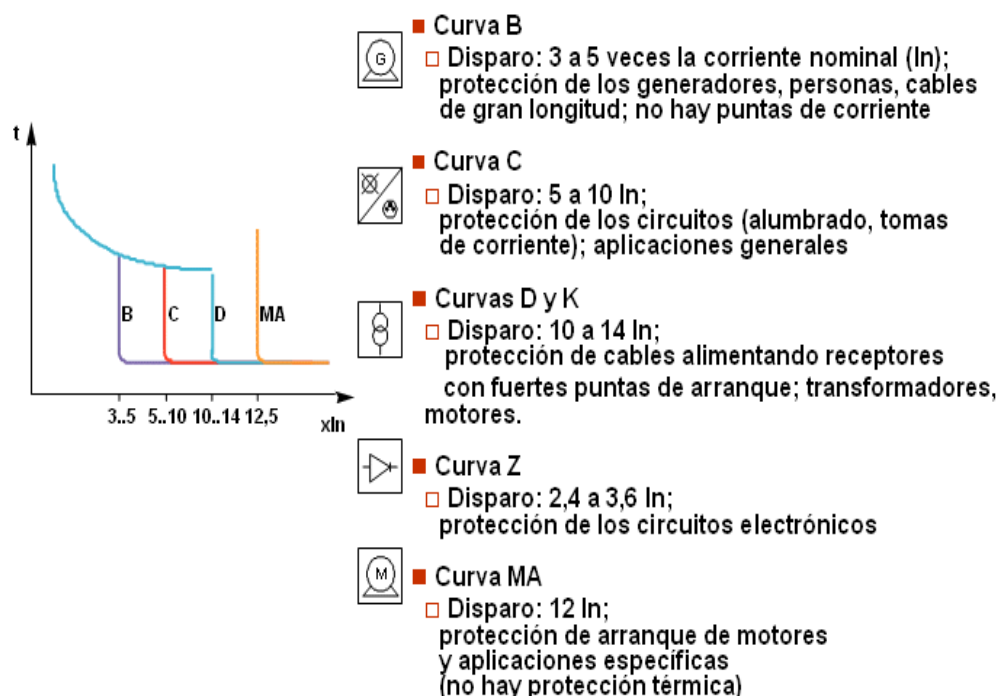 t
B
C
D
MA
3..5 5..10 10..14 12,5
xIn
G
Curva B
Disparo: 3 a 5 veces la corriente nominal (In);
protección de los generadores, personas, cables
de gran longitud; no hay puntas de corriente
Curva C
Disparo: 5 a 10 In;
protección de los circuitos (alumbrado, tomas
de corriente); aplicaciones generales
Curvas D y K
Disparo: 10 a 14 In;
protección de cables alimentando receptores
con fuertes puntas de arranque; transformadores,
motores.
Curva Z
Disparo: 2,4 a 3,6 In;
protección de los circuitos electrónicos
M
Curva MA
Disparo: 12 In;
protección de arranque de motores
y aplicaciones específicas
(no hay protección térmica)